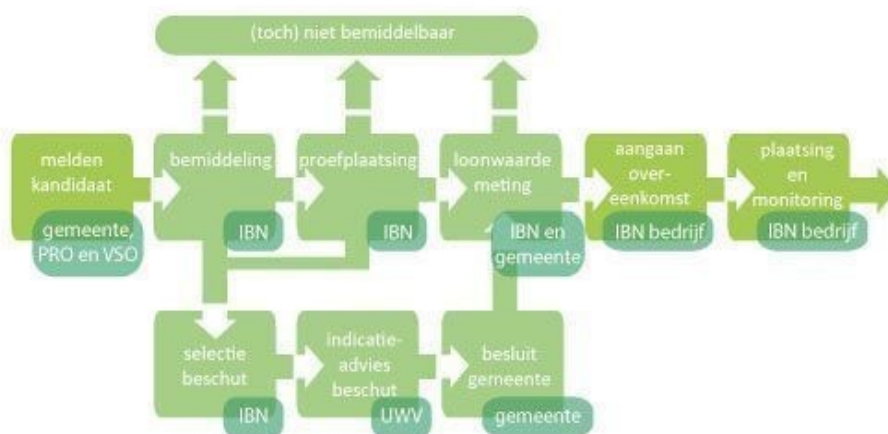 (toch) niet bemiddelbaar
melden
kandidaat
gemeente,
PRO en VSO
bemiddeling
IBN
proefplaatsing
IBN
loonwaarde
meting
IBN en
gemeente
aangaan
over-
eenkomst
IBN bedrijf
plaatsing
en
monitoring
IBN bedrijf
selectie
beschut
IBN
indicatie-
advies
beschut
UWV
besluit
gemeente
gemeente